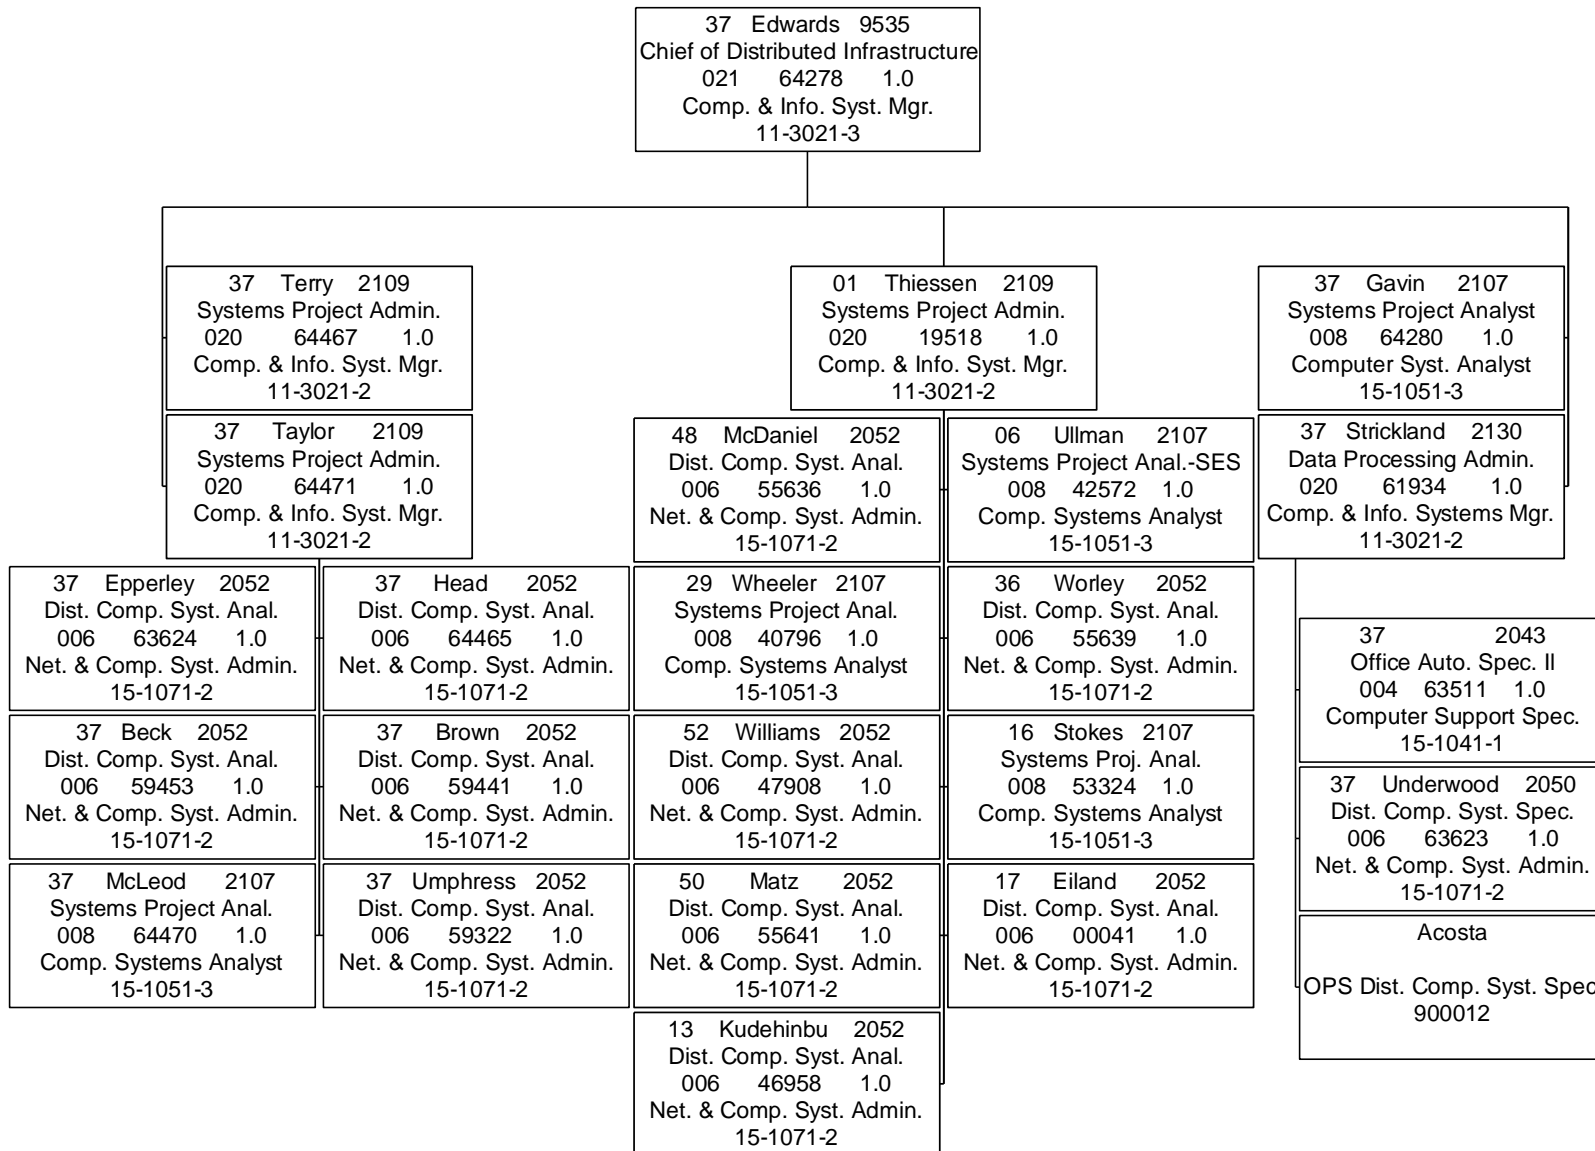 37 Edwards 9535
Chief of Distributed Infrastructure
021 64278 1.0
Comp. & Info. Syst. Mgr.
11-3021-3
37 Terry 2109
Systems Project Admin.
020 64467 1.0
Comp. & Info. Syst. Mgr.
11-3021-2
37 Taylor 2109
Systems Project Admin.
020 64471 1.0
Comp. & Info. Syst. Mgr.
11-3021-2
37 Epperley 2052
Dist. Comp. Syst. Anal.
006 63624 1.0
Net. & Comp. Syst. Admin.
15-1071-2
37 Head 2052
Dist. Comp. Syst. Anal.
006 64465 1.0
Net. & Comp. Syst. Admin.
15-1071-2
37 Beck 2052
Dist. Comp. Syst. Anal.
006 59453 1.0
Net. & Comp. Syst. Admin.
15-1071-2
37 Brown 2052
Dist. Comp. Syst. Anal.
006 59441 1.0
Net. & Comp. Syst. Admin.
15-1071-2
37 McLeod 2107
Systems Project Anal.
008 64470 1.0
Comp. Systems Analyst
15-1051-3
37 Umphress 2052
Dist. Comp. Syst. Anal.
006 59322 1.0
Net. & Comp. Syst. Admin.
15-1071-2
01 Thiessen 2109
Systems Project Admin.
020 19518 1.0
Comp. & Info. Syst. Mgr.
11-3021-2
48 McDaniel 2052
Dist. Comp. Syst. Anal.
006 55636 1.0
Net. & Comp. Syst. Admin.
15-1071-2
06 Ullman 2107
Systems Project Anal.-SES
008 42572 1.0
Comp. Systems Analyst
15-1051-3
29 Wheeler 2107
Systems Project Anal.
008 40796 1.0
Comp. Systems Analyst
15-1051-3
36 Worley 2052
Dist. Comp. Syst. Anal.
006 55639 1.0
Net. & Comp. Syst. Admin.
15-1071-2
52 Williams 2052
Dist. Comp. Syst. Anal.
006 47908 1.0
Net. & Comp. Syst. Admin.
15-1071-2
16 Stokes 2107
Systems Proj. Anal.
008 53324 1.0
Comp. Systems Analyst
15-1051-3
50 Matz 2052
Dist. Comp. Syst. Anal.
006 55641 1.0
Net. & Comp. Syst. Admin.
15-1071-2
17 Eiland 2052
Dist. Comp. Syst. Anal.
006 00041 1.0
Net. & Comp. Syst. Admin.
15-1071-2
13 Kudehinbu 2052
Dist. Comp. Syst. Anal.
006 46958 1.0
Net. & Comp. Syst. Admin.
15-1071-2
37 Gavin 2107
Systems Project Analyst
008 64280 1.0
Computer Syst. Analyst
15-1051-3
37 Strickland 2130
Data Processing Admin.
020 61934 1.0
Comp. & Info. Systems Mgr.
11-3021-2
37 2043
Office Auto. Spec. II
004 63511 1.0
Computer Support Spec.
15-1041-1
37 Underwood 2050
Dist. Comp. Syst. Spec.
006 63623 1.0
Net. & Comp. Syst. Admin.
15-1071-2
Acosta
OPS Dist. Comp. Syst. Spec
900012